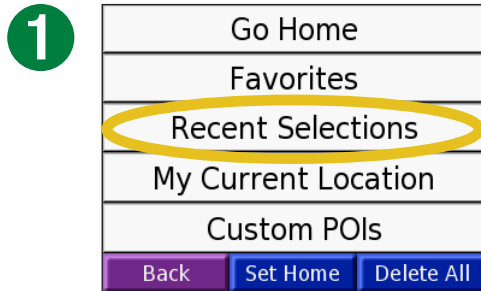 1
Go Home
Favorites
Recent Selections
My Current Location
Custom POIs
Back Set Home Delete All